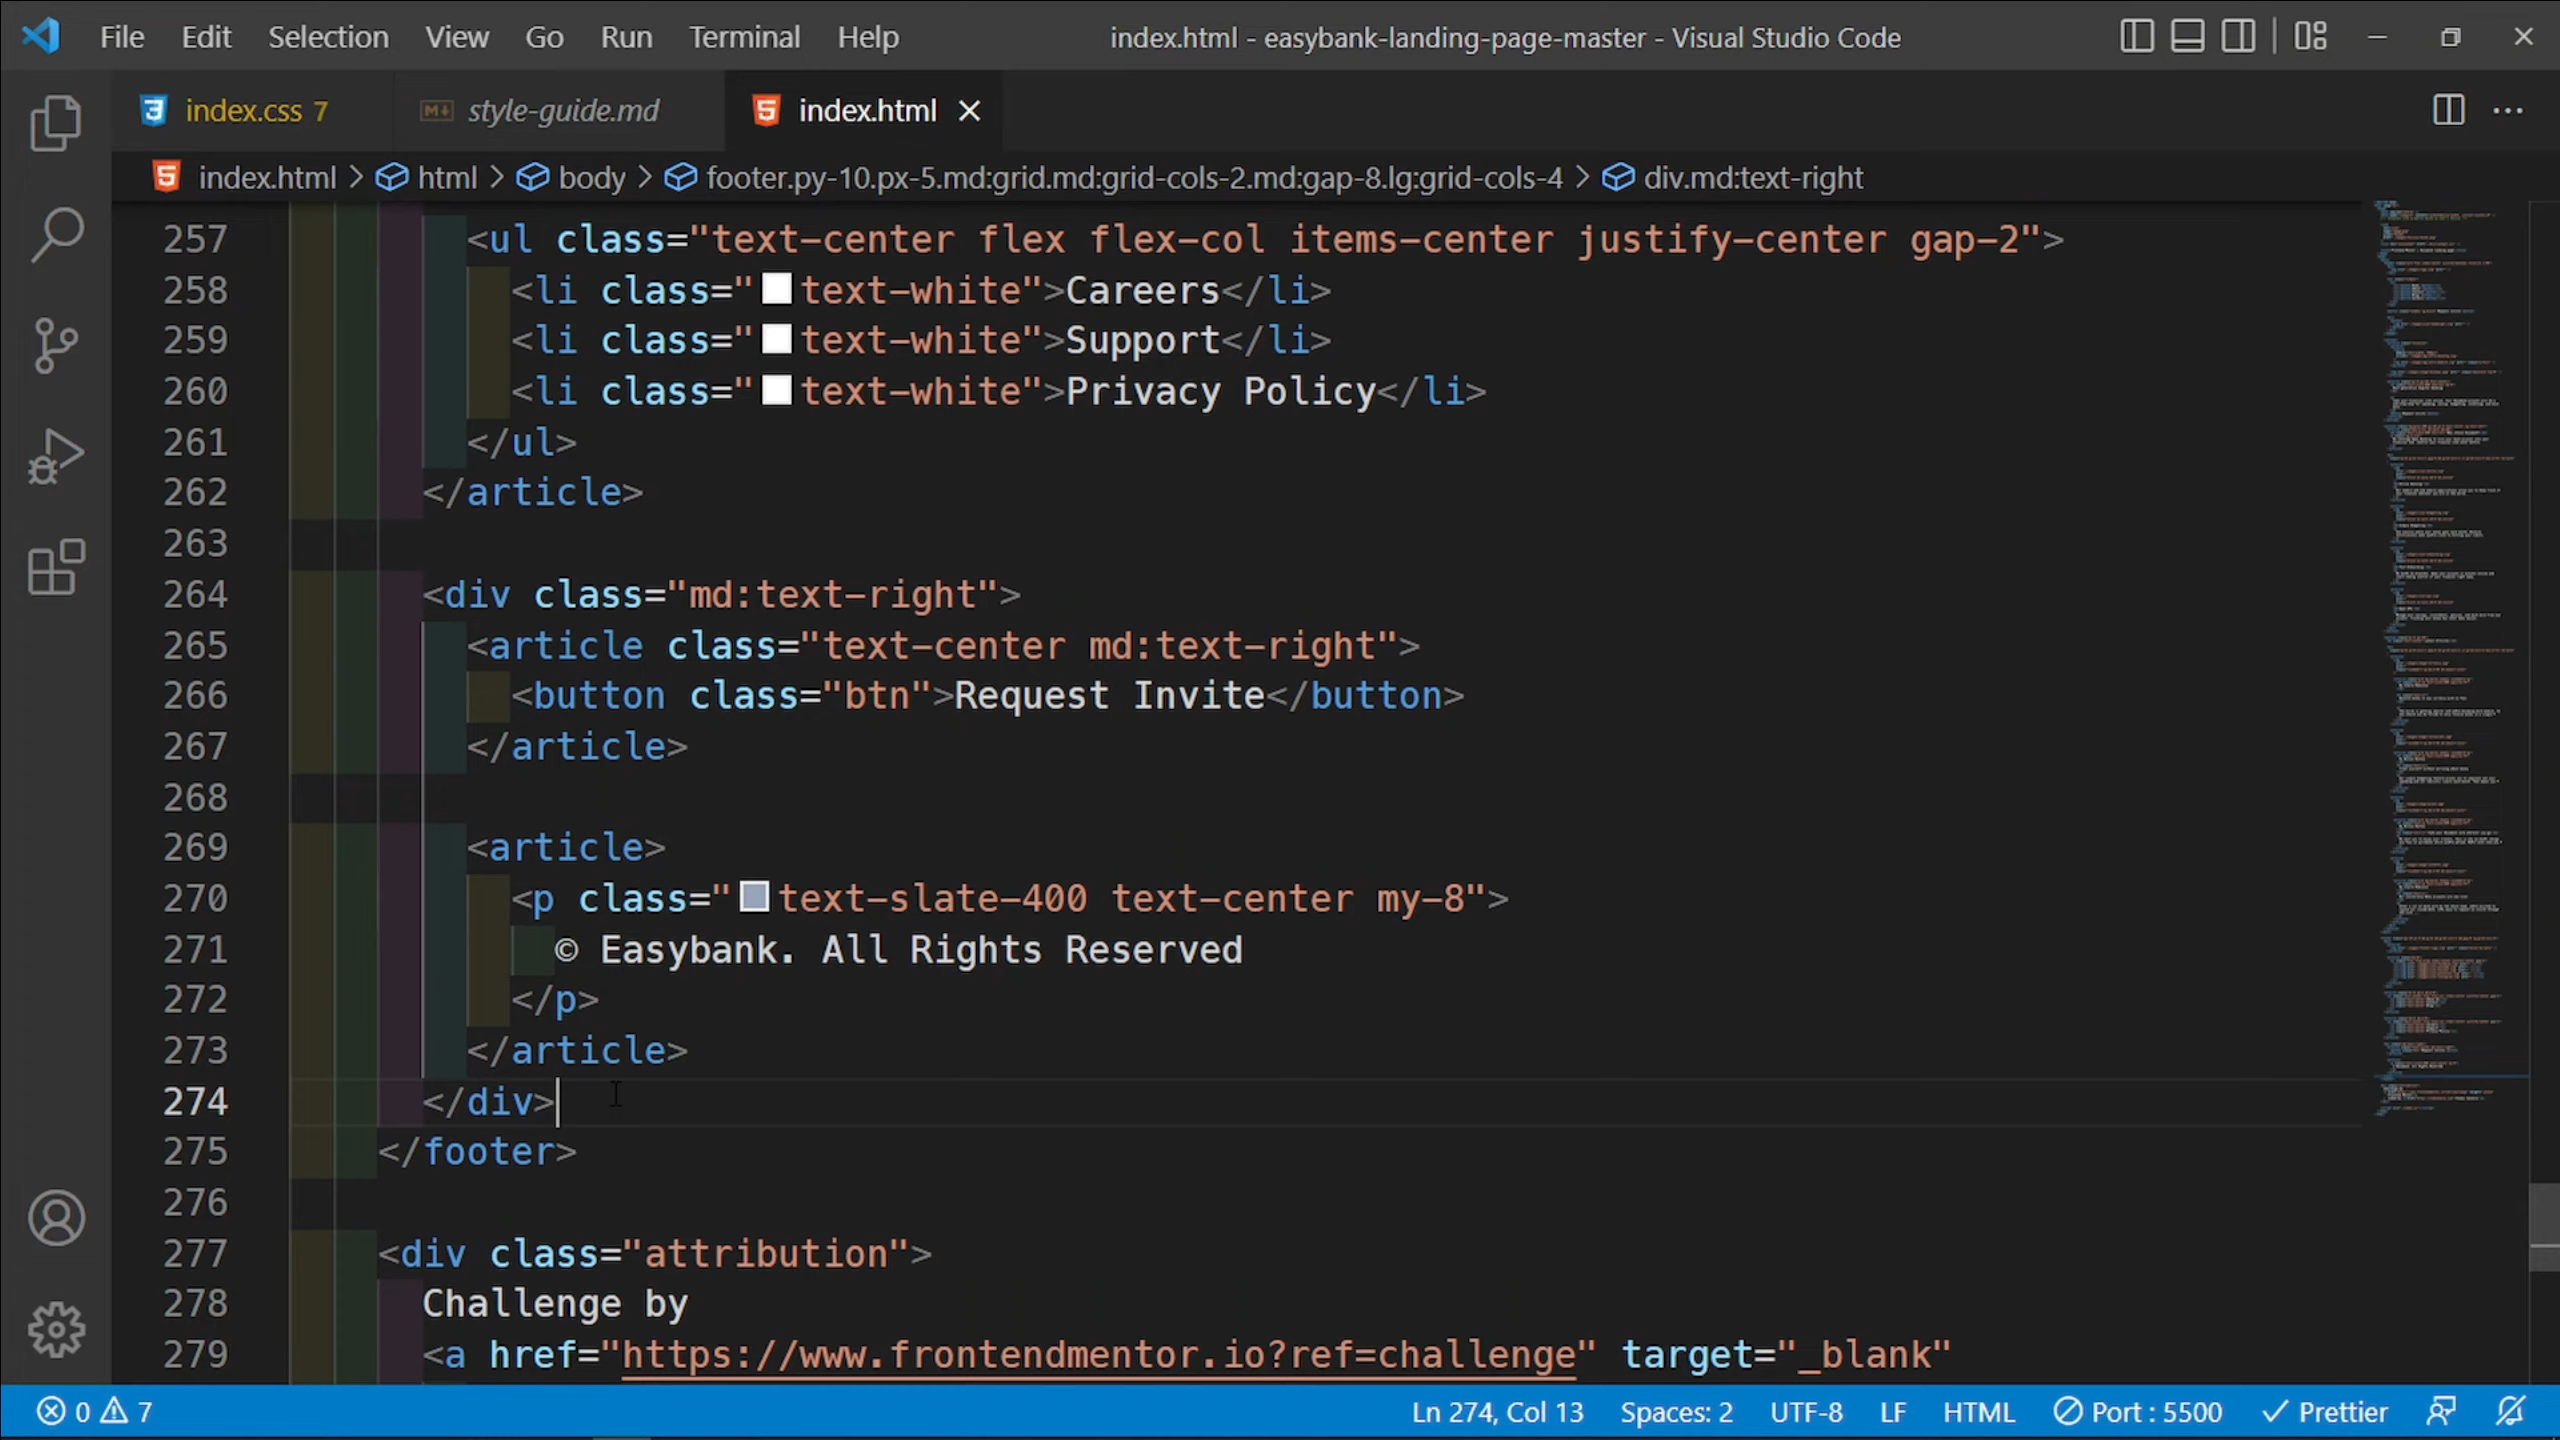 File Edit Selection View Go Run Terminal Help index.html - easybank-landing-page-master - Visual Studio Code
index.css 7 style-guide.md index.html
index.html > html > body > footer.py-10.px-5.md:grid.md:grid-cols-2.md:gap-8.lg:grid-cols-4 > div.md:text-right
257 <ul class="text-center flex flex-col items-center justify-center gap-2">
258 <li class="text-white">Careers</li>
259 <li class="text-white">Support</li>
260 <li class="text-white">Privacy Policy</li>
261 </ul>
262 </article>
263
264 <div class="md:text-right">
265 <article class="text-center md:text-right">
266 <button class="btn">Request Invite</button>
267 </article>
268
269 <article>
270 <p class="text-slate-400 text-center my-8">
271 © Easybank. All Rights Reserved
272 </p>
273 </article>
274 </div>
275 </footer>
276
277 <div class="attribution">
278 Challenge by
279 <a href="https://www.frontendmentor.io?ref=challenge" target="_blank"
0 7 Ln 274, Col 13 Spaces: 2 UTF-8 LF HTML Port : 5500 Prettier